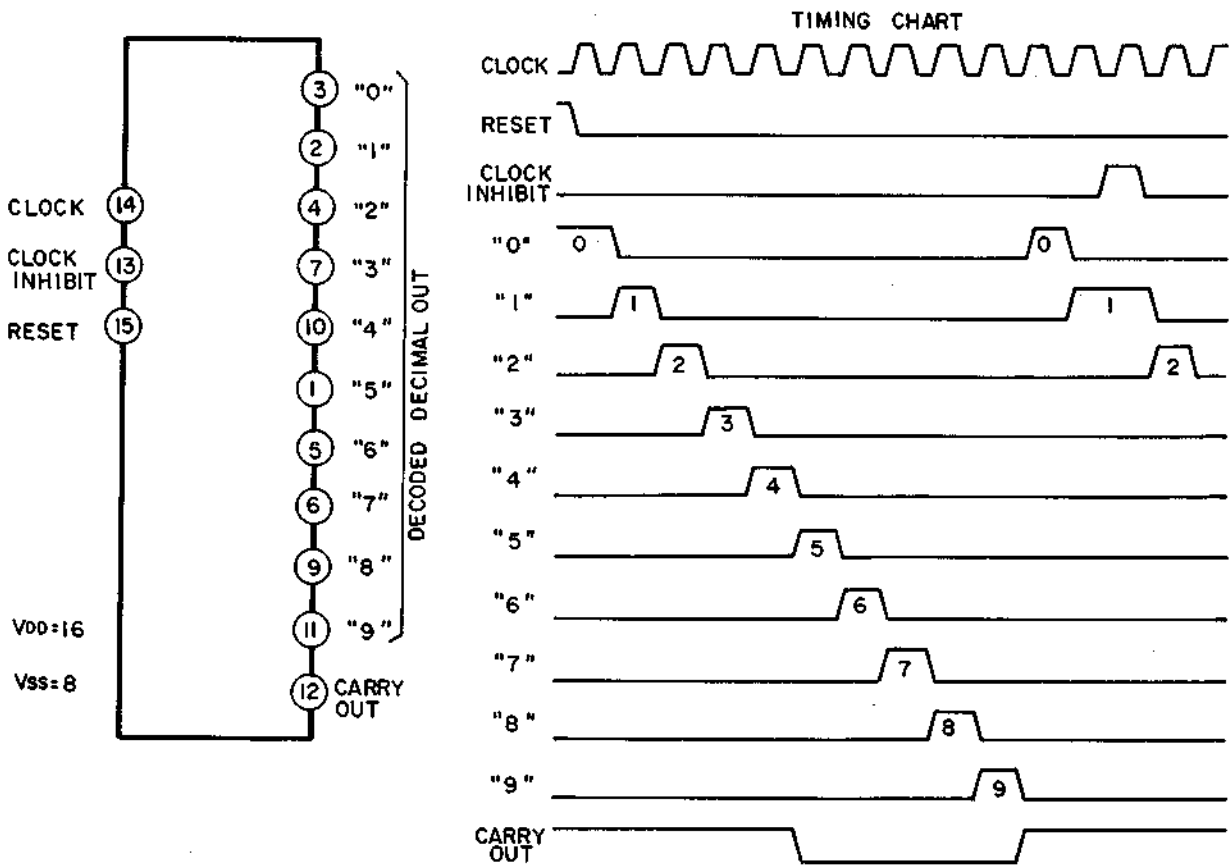 TIMING CHART
3 "0"
2 "1"
4 "2"
7 "3"
10 "4"
1 "5"
5 "6"
6 "7"
9 "8"
11 "9"
12 CARRY
OUT
CLOCK 14
CLOCK
INHIBIT 13
RESET 15
VDD=16
VSS=8
DECODED DECIMAL OUT
CLOCK
RESET
CLOCK
INHIBIT
"0" 0 0
"1" 1 1
"2" 2 2
"3" 3
"4" 4
"5" 5
"6" 6
"7" 7
"8" 8
"9" 9
CARRY
OUT